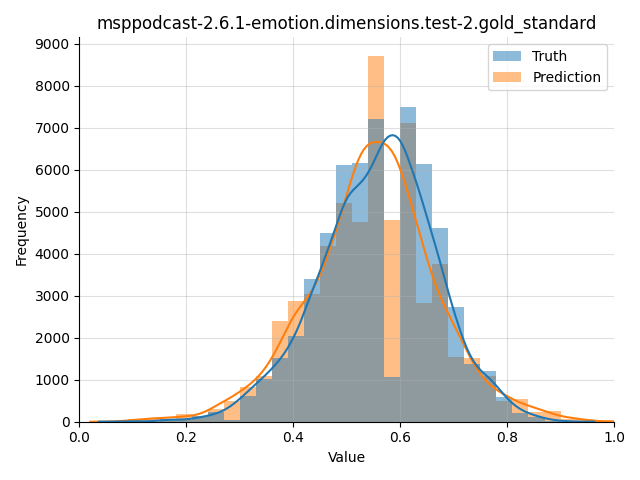 msppodcast-2.6.1-emotion.dimensions.test-2.gold_standard
9000
8000
7000
6000
5000
4000
3000
2000
1000
0
Frequency
Truth
Prediction
0.0 0.2 0.4 0.6 0.8 1.0
Value